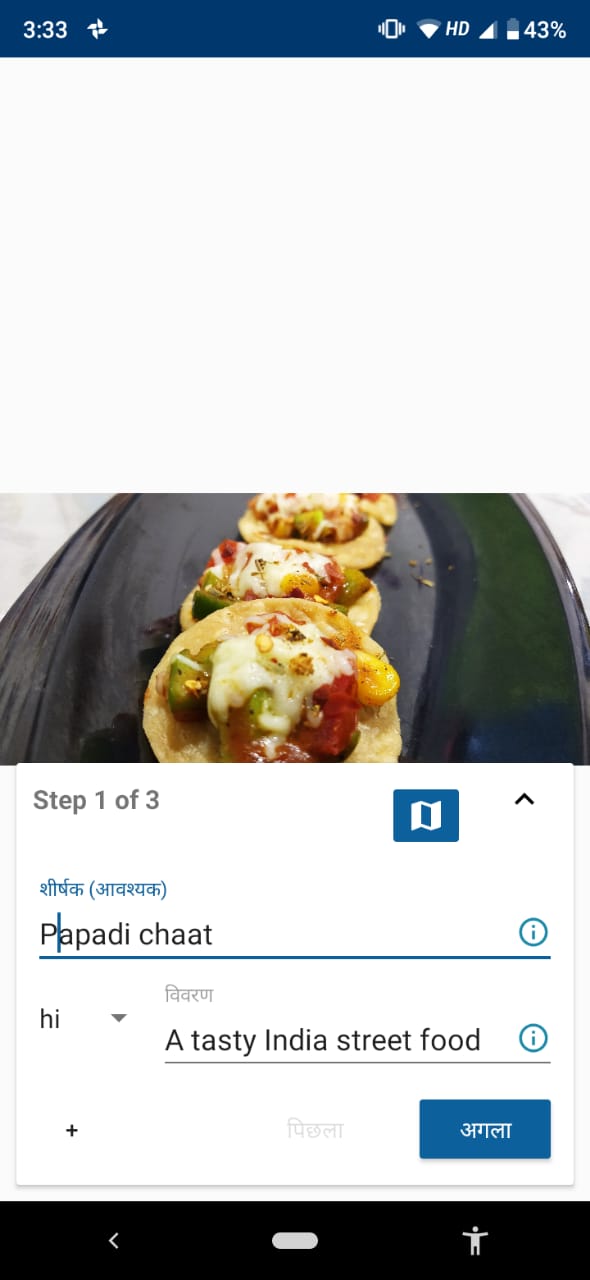 3:33 HD 43%
Step 1 of 3
शीर्षक (आवश्यक)
Papadi chaat
विवरण
hi
A tasty India street food
+ पिछला अगला